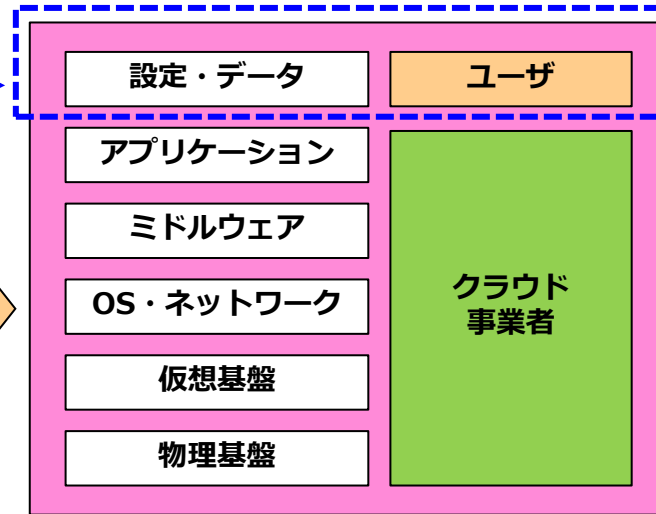 設定・データ
ユーザ
アプリケーション
ミドルウェア
OS・ネットワーク
仮想基盤
物理基盤
クラウド
事業者